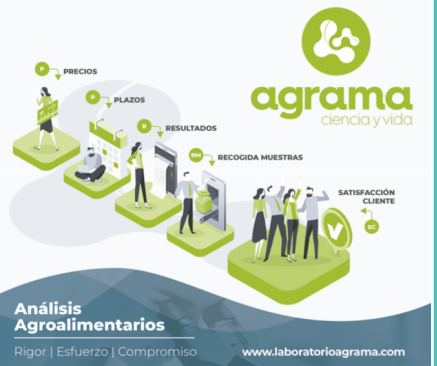 agrama
ciencia y vida
P PRECIOS
P PLAZOS
R RESULTADOS
RM RECOGIDA MUESTRAS
SATISFACCIÓN
CLIENTE
SC
Análisis
Agroalimentarios
Rigor | Esfuerzo | Compromiso
www.laboratorioagrama.com